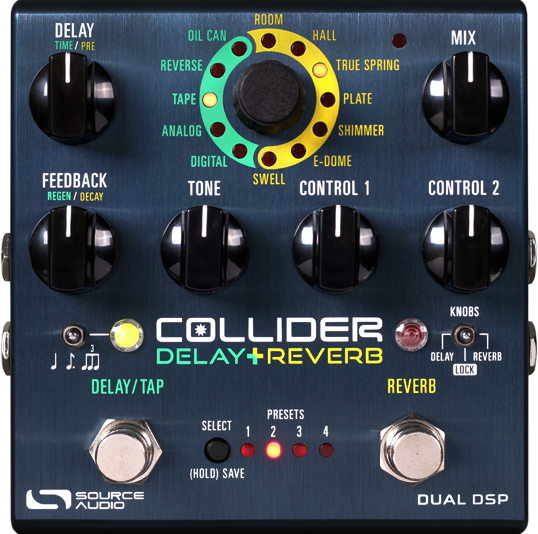 DELAY
TIME / PRE
OIL CAN
ROOM
HALL
MIX
REVERSE
TRUE SPRING
TAPE
PLATE
ANALOG
SHIMMER
DIGITAL
E-DOME
SWELL
FEEDBACK
REGEN / DECAY
TONE
CONTROL 1
CONTROL 2
COLLIDER
DELAY+REVERB
KNOBS
DELAY
REVERB
LOCK
3
DELAY/TAP
REVERB
SELECT
PRESETS
1 2 3 4
(HOLD) SAVE
SOURCE
AUDIO
DUAL DSP